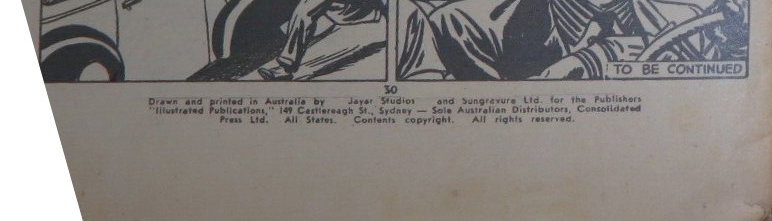 TO BE CONTINUED
30
Drawn and printed in Australia by Jayar Studios and Sungravure Ltd. for the Publishers
"Illustrated Publications," 149 Castlereagh St., Sydney — Sole Australian Distributors, Consolidated
Press Ltd. All States. Contents copyright. All rights reserved.